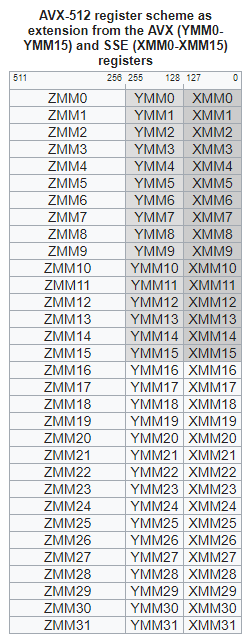 AVX-512 register scheme as
extension from the AVX (YMM0-
YMM15) and SSE (XMM0-XMM15)
registers
511 256 255 128 127 0
ZMM0 YMM0 XMM0
ZMM1 YMM1 XMM1
ZMM2 YMM2 XMM2
ZMM3 YMM3 XMM3
ZMM4 YMM4 XMM4
ZMM5 YMM5 XMM5
ZMM6 YMM6 XMM6
ZMM7 YMM7 XMM7
ZMM8 YMM8 XMM8
ZMM9 YMM9 XMM9
ZMM10 YMM10 XMM10
ZMM11 YMM11 XMM11
ZMM12 YMM12 XMM12
ZMM13 YMM13 XMM13
ZMM14 YMM14 XMM14
ZMM15 YMM15 XMM15
ZMM16 YMM16 XMM16
ZMM17 YMM17 XMM17
ZMM18 YMM18 XMM18
ZMM19 YMM19 XMM19
ZMM20 YMM20 XMM20
ZMM21 YMM21 XMM21
ZMM22 YMM22 XMM22
ZMM23 YMM23 XMM23
ZMM24 YMM24 XMM24
ZMM25 YMM25 XMM25
ZMM26 YMM26 XMM26
ZMM27 YMM27 XMM27
ZMM28 YMM28 XMM28
ZMM29 YMM29 XMM29
ZMM30 YMM30 XMM30
ZMM31 YMM31 XMM31